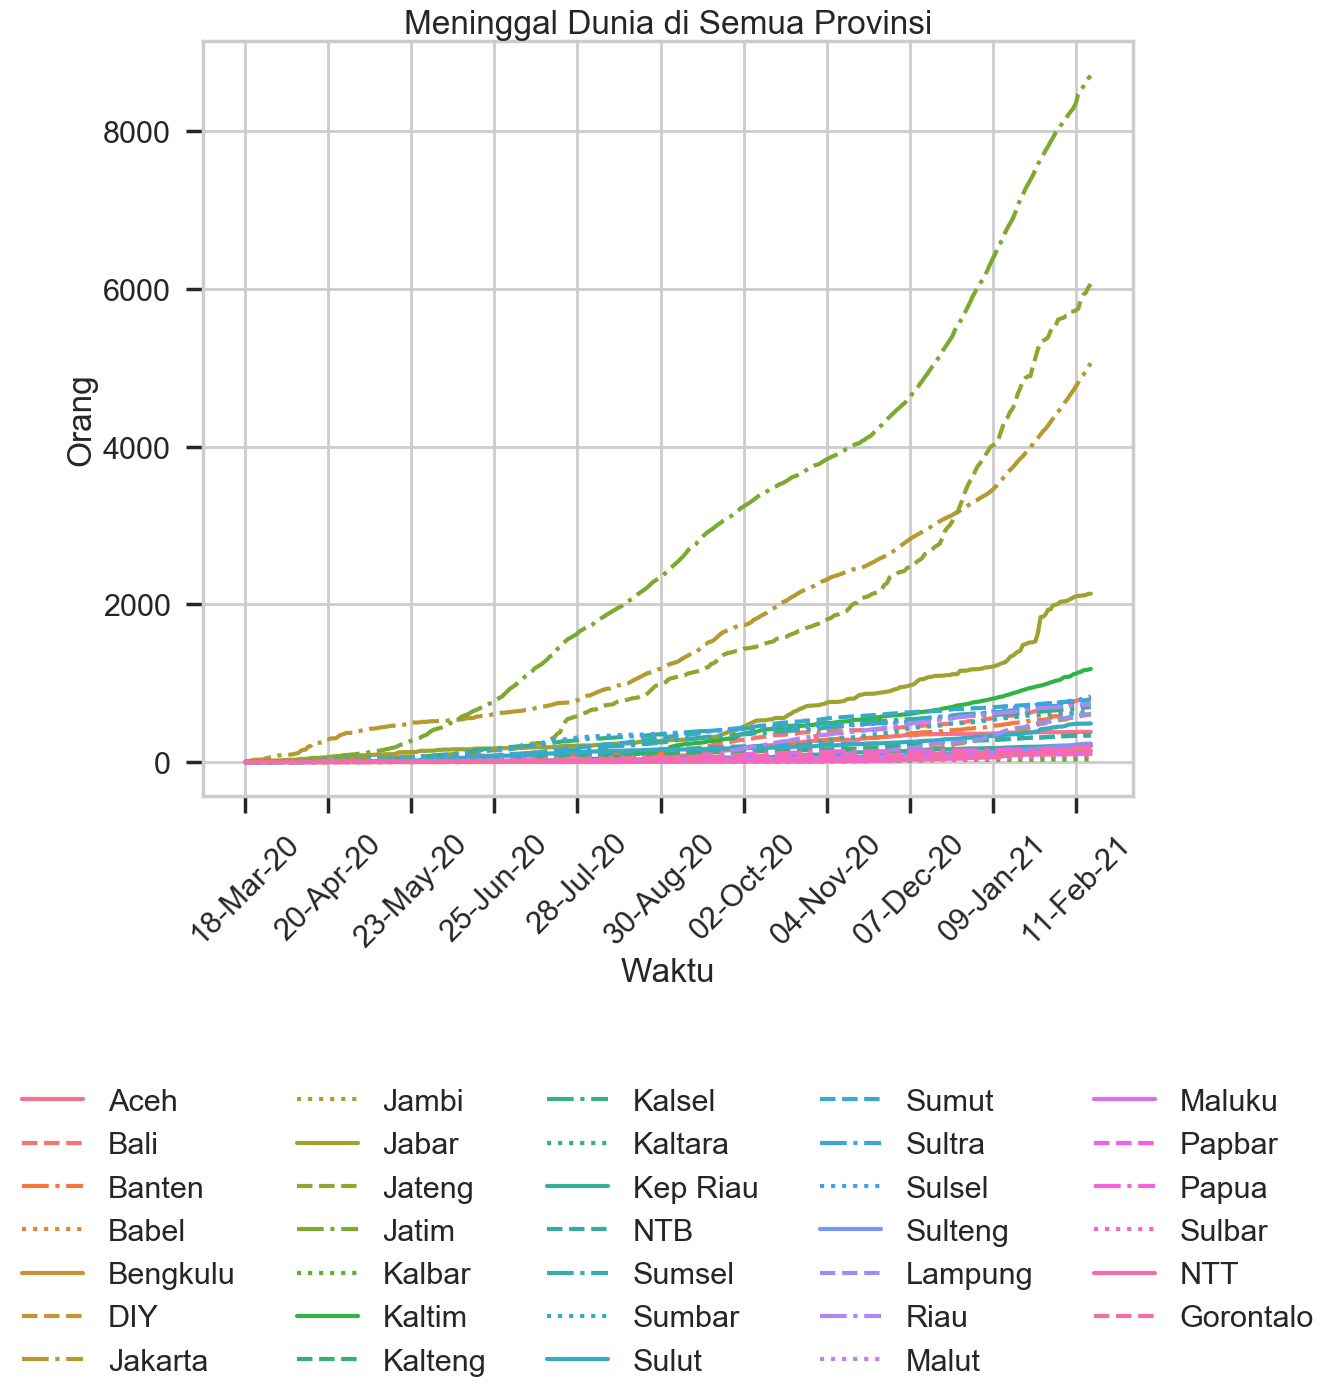 Meninggal Dunia di Semua Provinsi
8000
6000
4000
2000
0
Orang
18-Mar-20
20-Apr-20
23-May-20
25-Jun-20
28-Jul-20
30-Aug-20
02-Oct-20
04-Nov-20
07-Dec-20
09-Jan-21
11-Feb-21
Waktu
Aceh
Bali
Banten
Babel
Bengkulu
DIY
Jakarta
Jambi
Jabar
Jateng
Jatim
Kalbar
Kaltim
Kalteng
Kalsel
Kaltara
Kep Riau
NTB
Sumsel
Sumbar
Sulut
Sumut
Sultra
Sulsel
Sulteng
Lampung
Riau
Malut
Maluku
Papbar
Papua
Sulbar
NTT
Gorontalo